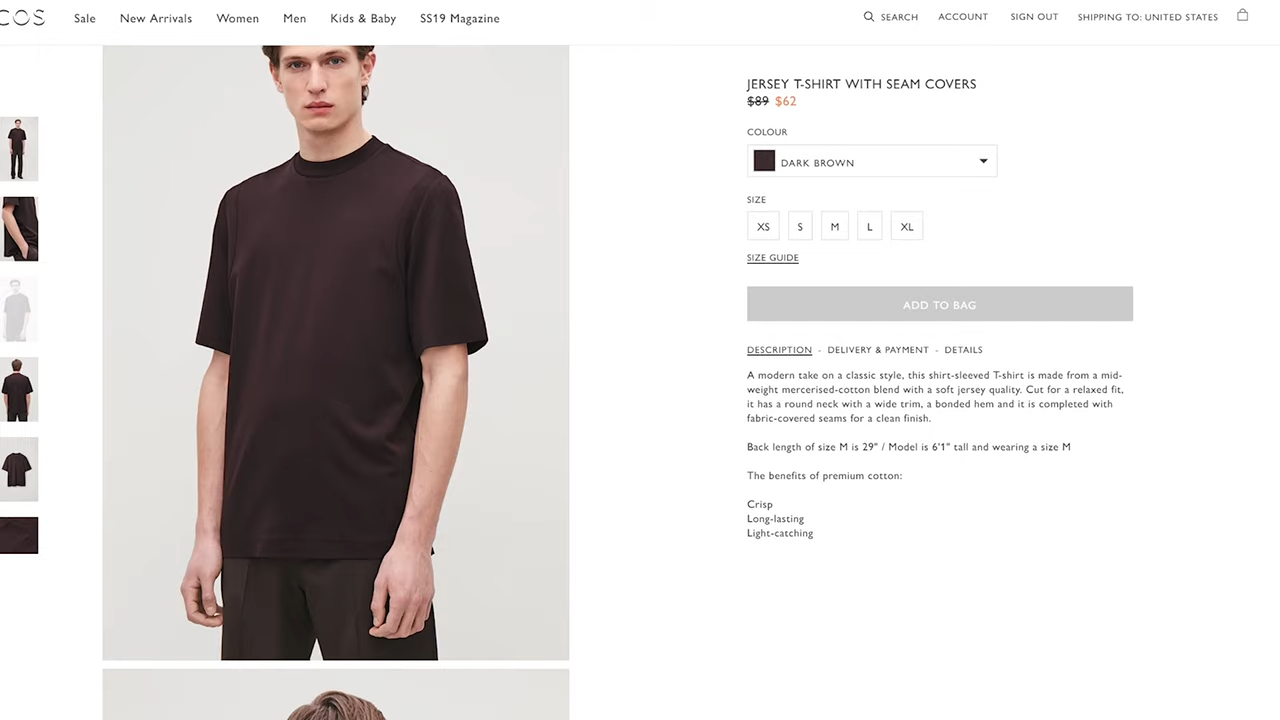 COS
Sale
New Arrivals
Women
Men
Kids & Baby
SS19 Magazine
SEARCH
ACCOUNT
SIGN OUT
SHIPPING TO: UNITED STATES
JERSEY T-SHIRT WITH SEAM COVERS
$89 $62
COLOUR
DARK BROWN
SIZE
XS S M L XL
SIZE GUIDE
ADD TO BAG
DESCRIPTION - DELIVERY & PAYMENT - DETAILS
A modern take on a classic style, this shirt-sleeved T-shirt is made from a mid-
weight mercerised-cotton blend with a soft jersey quality. Cut for a relaxed fit,
it has a round neck with a wide trim, a bonded hem and it is completed with
fabric-covered seams for a clean finish.
Back length of size M is 29" / Model is 6'1" tall and wearing a size M
The benefits of premium cotton:
Crisp
Long-lasting
Light-catching